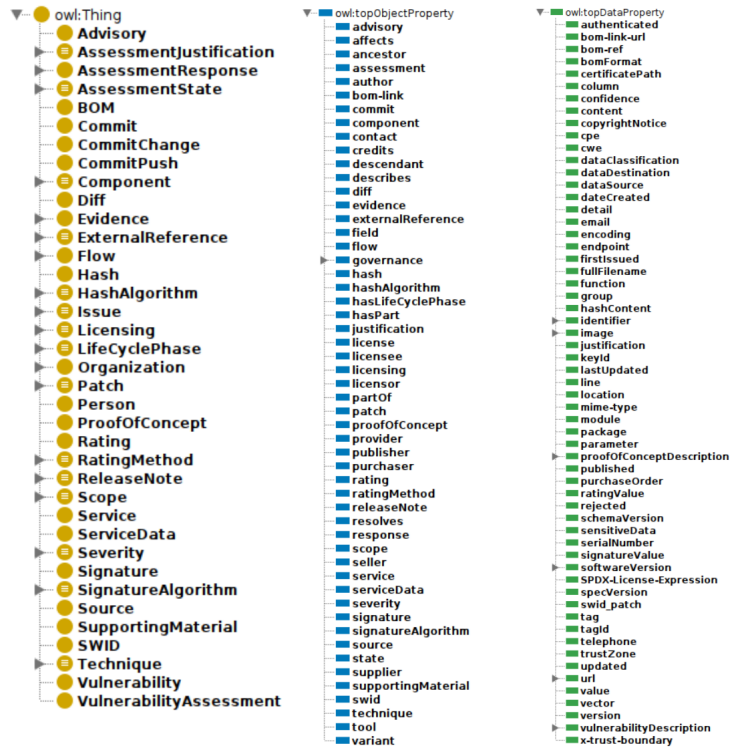 owl:Thing
Advisory
AssessmentJustification
AssessmentResponse
AssessmentState
BOM
Commit
CommitChange
CommitPush
Component
Diff
Evidence
ExternalReference
Flow
Hash
HashAlgorithm
Issue
Licensing
LifeCyclePhase
Organization
Patch
Person
ProofOfConcept
Rating
RatingMethod
ReleaseNote
Scope
Service
ServiceData
Severity
Signature
SignatureAlgorithm
Source
SupportingMaterial
SWID
Technique
Vulnerability
VulnerabilityAssessment
owl:topObjectProperty
advisory
affects
ancestor
assessment
author
bom-link
commit
component
contact
credits
descendant
describes
diff
evidence
externalReference
field
flow
governance
hash
hashAlgorithm
hasLifeCyclePhase
hasPart
justification
license
licensee
licensing
licensor
partOf
patch
proofOfConcept
provider
publisher
purchaser
rating
ratingMethod
releaseNote
resolves
response
scope
seller
service
serviceData
severity
signature
signatureAlgorithm
source
state
supplier
supportingMaterial
swid
technique
tool
variant
owl:topDataProperty
authenticated
bom-link-url
bom-ref
bomFormat
certificatePath
column
confidence
content
copyrightNotice
cpe
cwe
dataClassification
dataDestination
dataSource
dateCreated
detail
email
encoding
endpoint
firstIssued
fullFilename
function
group
hashContent
identifier
image
justification
keyId
lastUpdated
line
location
mime-type
module
package
parameter
proofOfConceptDescription
published
purchaseOrder
ratingValue
rejected
schemaVersion
sensitiveData
serialNumber
signatureValue
softwareVersion
SPDX-License-Expression
specVersion
swid_patch
tag
tagId
telephone
trustZone
updated
url
value
vector
version
vulnerabilityDescription
x-trust-boundary